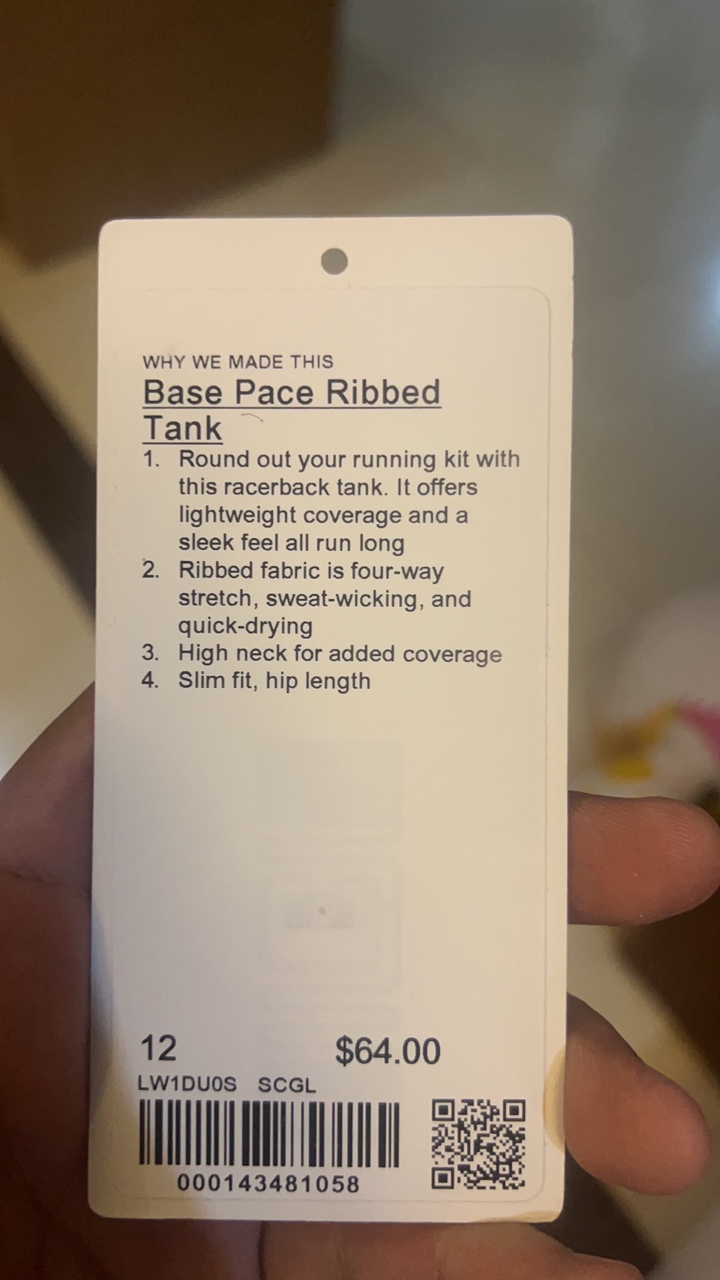 WHY WE MADE THIS
Base Pace Ribbed
Tank
1. Round out your running kit with
this racerback tank. It offers
lightweight coverage and a
sleek feel all run long
2. Ribbed fabric is four-way
stretch, sweat-wicking, and
quick-drying
3. High neck for added coverage
4. Slim fit, hip length
12 $64.00
LW1DU0S SCGL
000143481058